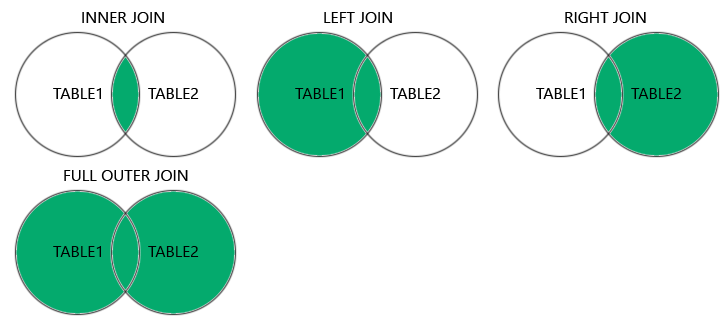 INNER JOIN
TABLE1 TABLE2
LEFT JOIN
TABLE1 TABLE2
RIGHT JOIN
TABLE1 TABLE2
FULL OUTER JOIN
TABLE1 TABLE2